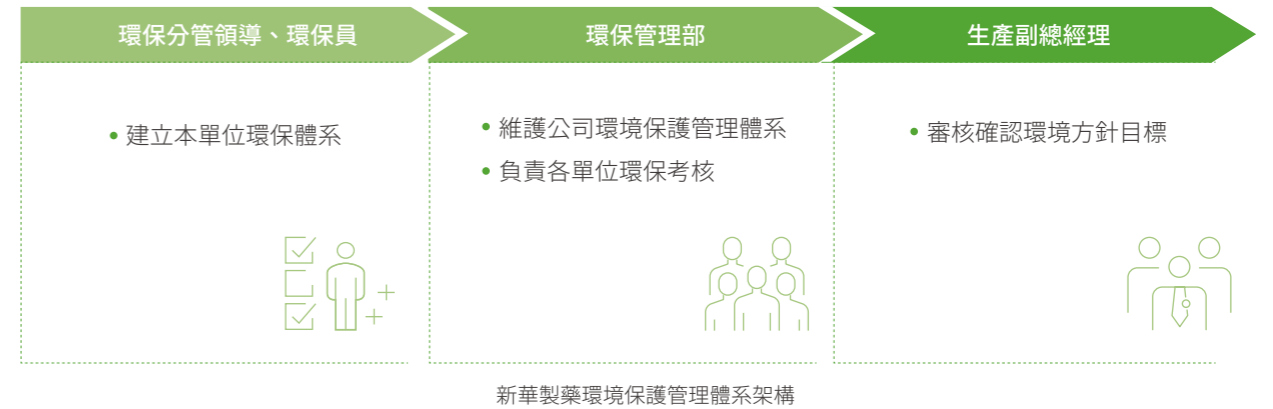 環保分管領導、環保員
環保管理部
生產副總經理
• 建立本單位環保體系
• 維護公司環境保護管理體系
• 負責各單位環保考核
• 審核確認環境方針目標
新華製藥環境保護管理體系架構